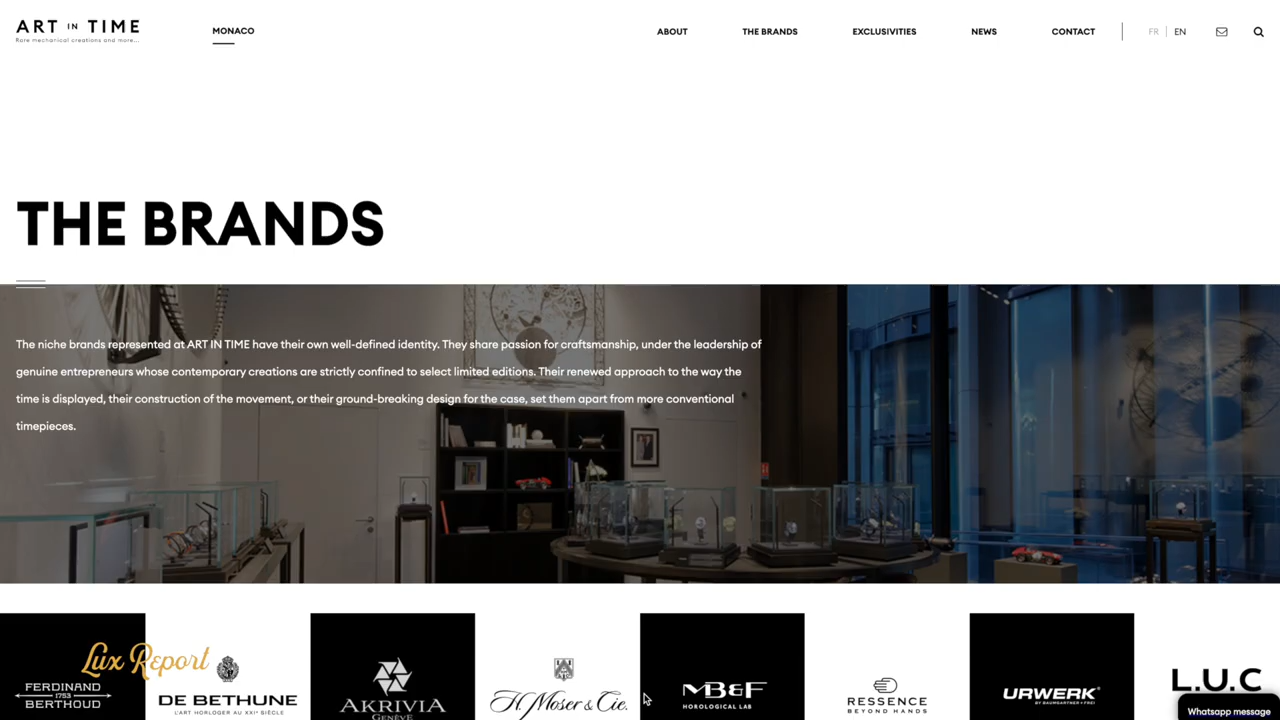 ART IN TIME
Rare mechanical creations and more...
MONACO
ABOUT
THE BRANDS
EXCLUSIVITIES
NEWS
CONTACT
FR | EN
THE BRANDS
The niche brands represented at ART IN TIME have their own well-defined identity. They share passion for craftsmanship, under the leadership of
genuine entrepreneurs whose contemporary creations are strictly confined to select limited editions. Their renewed approach to the way the
time is displayed, their construction of the movement, or their ground-breaking design for the case, set them apart from more conventional
timepieces.
Lux Report
FERDINAND
1753
BERTHOUD
DE BETHUNE
L'ART HORLOGER AU XXIe SIÈCLE
AKRIVIA
GENÈVE
H. Moser & Cie.
MB&F
HOROLOGICAL LAB
RESSENCE
BEYOND HANDS
URWERK®
BY BAUMGARTNER+FREI
L.U.C
Whatsapp message